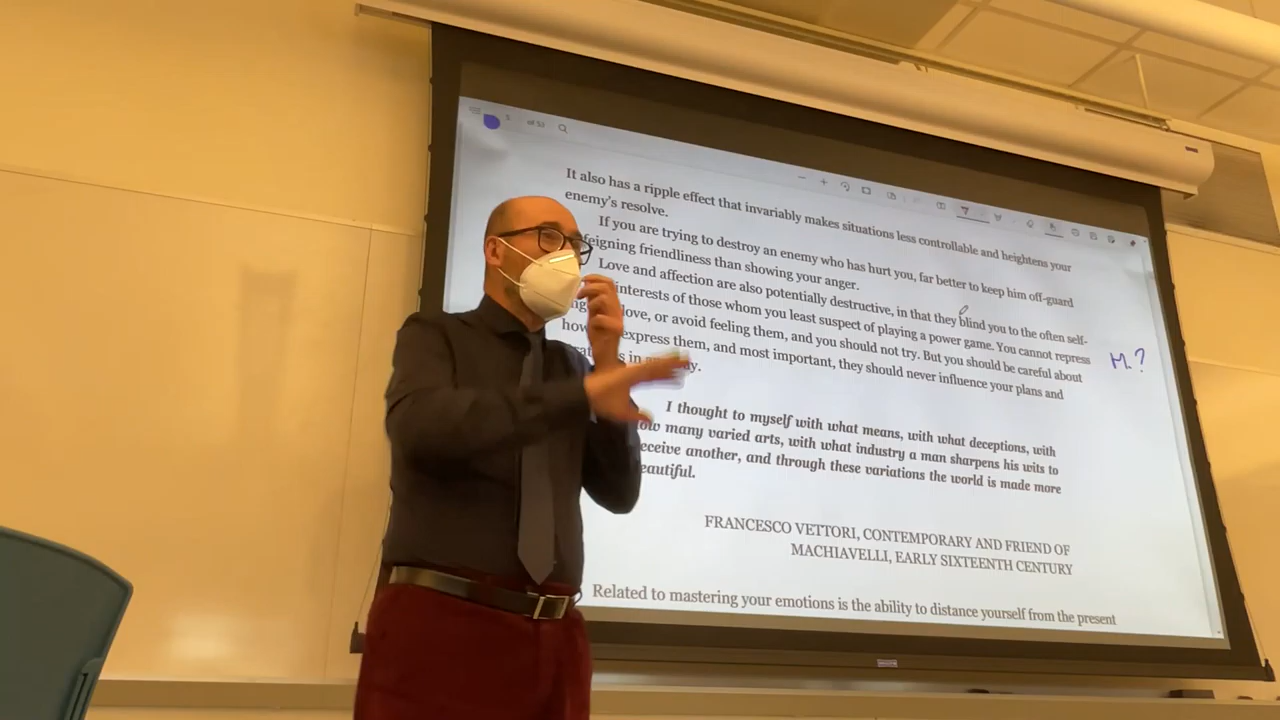 5 of 53
It also has a ripple effect that invariably makes situations less controllable and heightens your
enemy's resolve.
If you are trying to destroy an enemy who has hurt you, far better to keep him off-guard
feigning friendliness than showing your anger.
Love and affection are also potentially destructive, in that they blind you to the often self-
interests of those whom you least suspect of playing a power game. You cannot repress
love, or avoid feeling them, and you should not try. But you should be careful about
how express them, and most important, they should never influence your plans and
in
M.?
I thought to myself with what means, with what deceptions, with
how many varied arts, with what industry a man sharpens his wits to
deceive another, and through these variations the world is made more
beautiful.
FRANCESCO VETTORI, CONTEMPORARY AND FRIEND OF
MACHIAVELLI, EARLY SIXTEENTH CENTURY
Related to mastering your emotions is the ability to distance yourself from the present